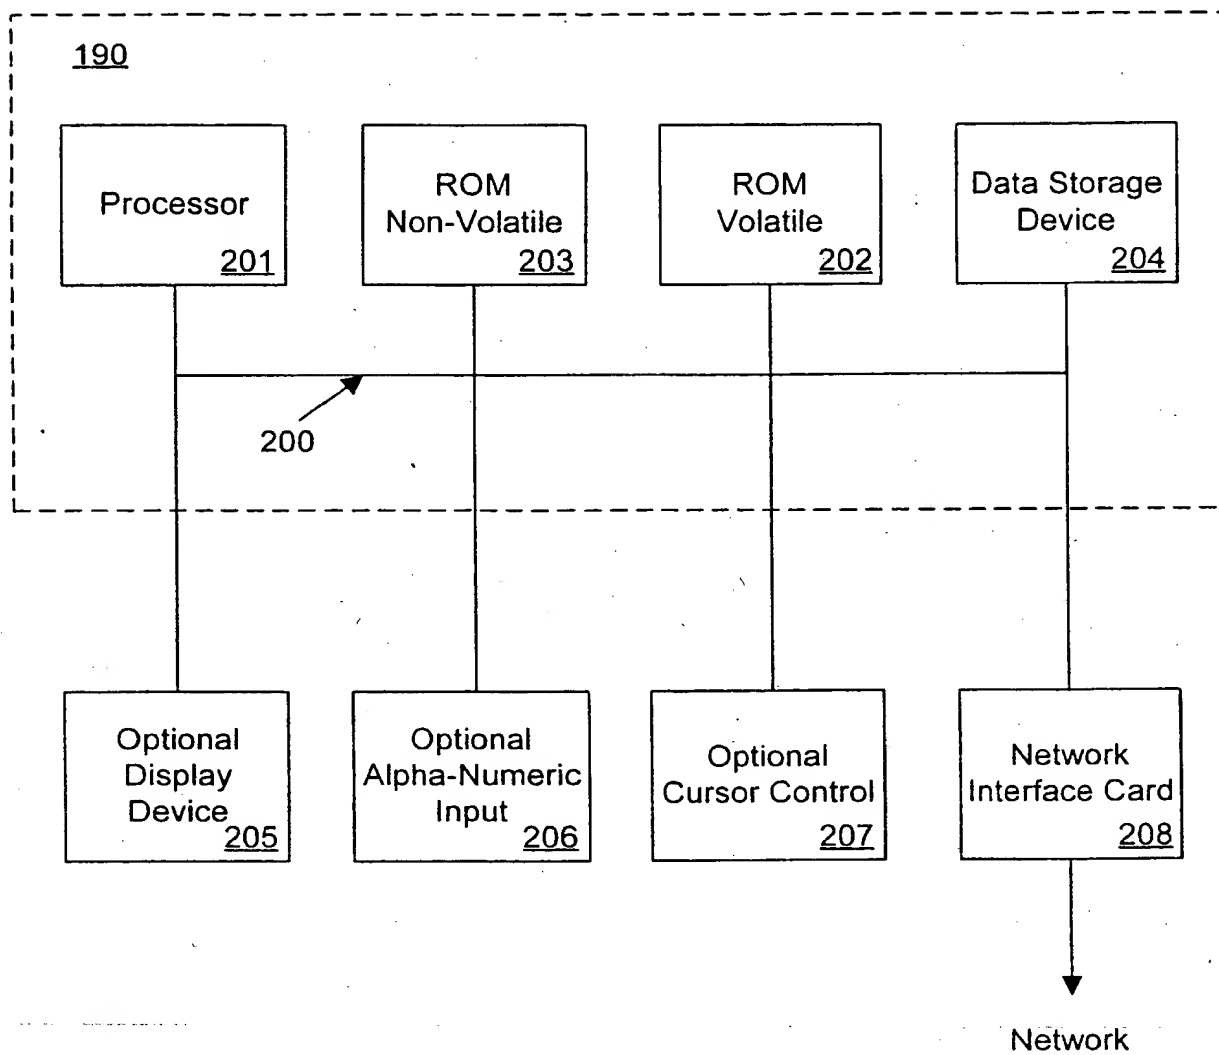 190
Processor
201
ROM
Non-Volatile
203
ROM
Volatile
202
Data Storage
Device
204
200
Optional
Display
Device
205
Optional
Alpha-Numeric
Input
206
Optional
Cursor Control
207
Network
Interface Card
208
Network